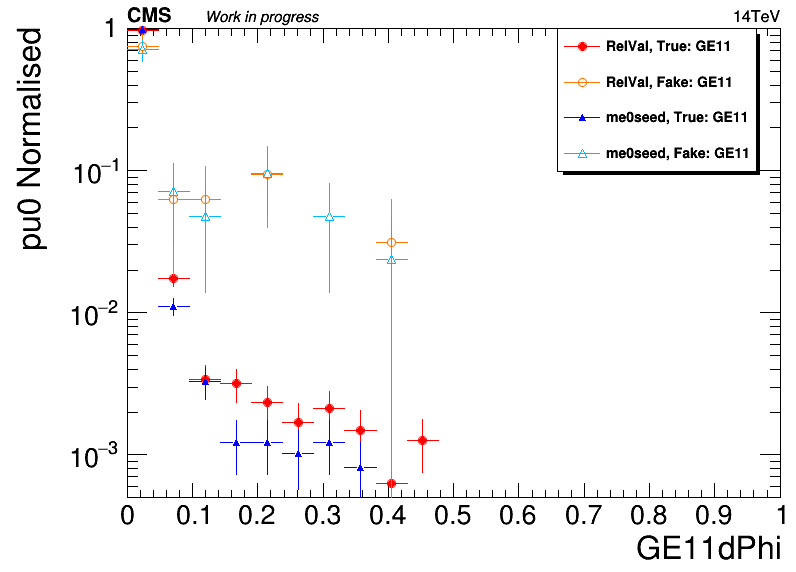 CMS Work in progress 14TeV
pu0 Normalised
RelVal, True: GE11
RelVal, Fake: GE11
me0seed, True: GE11
me0seed, Fake: GE11
1
10−1
10−2
10−3
0 0.1 0.2 0.3 0.4 0.5 0.6 0.7 0.8 0.9 1
GE11dPhi